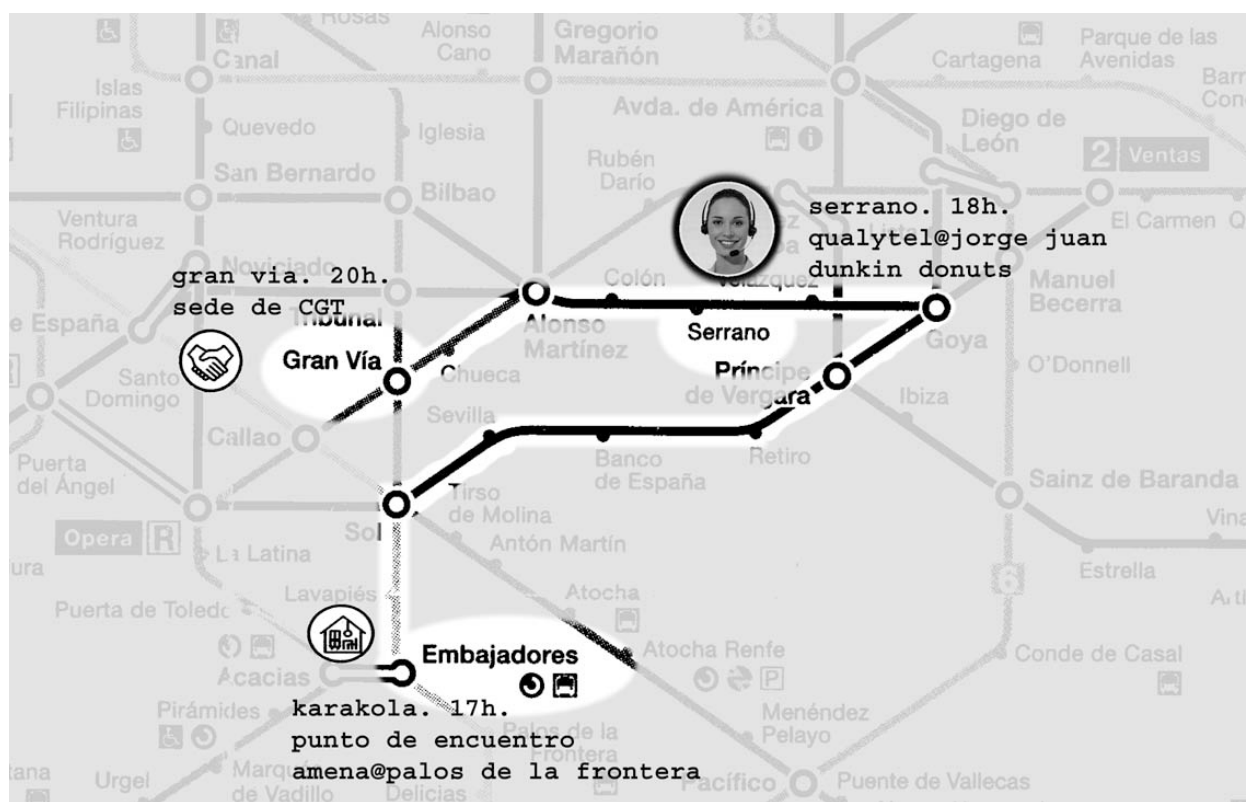 Rosas
Canal
Alonso
Cano
Gregorio
Marañón
6
Cartagena
Parque de las
Avenidas
Islas
Filipinas
Quevedo
Iglesia
Avda. de América
Diego de
León
2 Ventas
San Bernardo
Bilbao
Rubén
Darío
Ventura
Rodríguez
serrano. 18h.
qualytel@jorge juan
dunkin donuts
Lista
El Carmen
Noviciado
gran via. 20h.
sede de CGT
Tribunal
Colón
Velázquez
Manuel
Becerra
Alonso
Martínez
Serrano
Goya
Gran Vía
Chueca
Príncipe
de Vergara
O'Donnell
Santo
Domingo
Ibiza
Sevilla
Callao
Banco
de España
Retiro
Puerta
del Ángel
Sainz de Baranda
Tirso
de Molina
Opera R
Sol
Antón Martín
La Latina
Estrella
Lavapiés
Puerta de Toledo
Atocha
Embajadores
Atocha Renfe
P
Acacias
Conde de Casal
Pirámides
karakola. 17h.
punto de encuentro
amena@palos de la frontera
Palos de la
Frontera
Menéndez
Pelayo
Urgel
Marqués
de Vadillo
Delicias
Pacífico
Puente de Vallecas